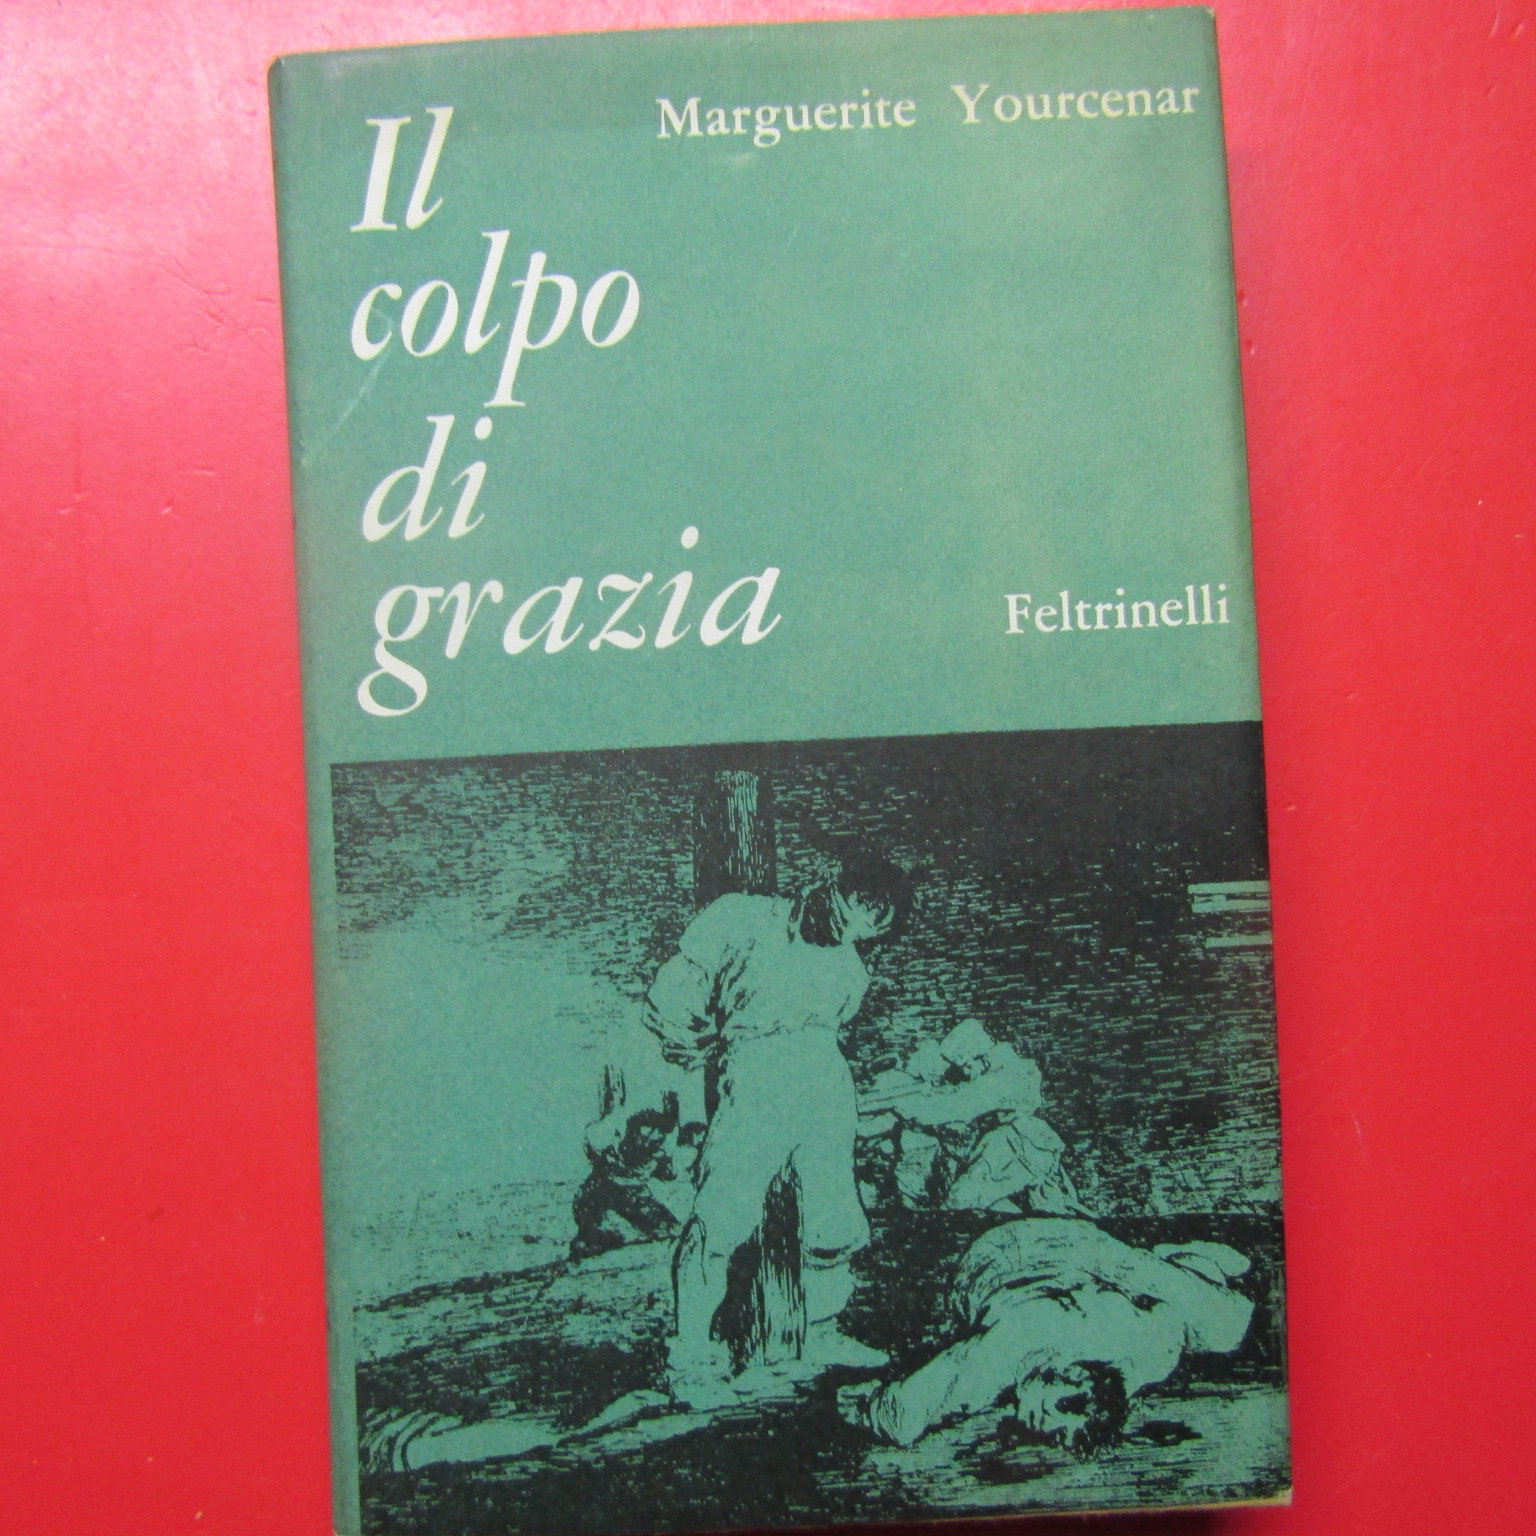 Marguerite Yourcenar
Il
colpo
di
grazia
Feltrinelli